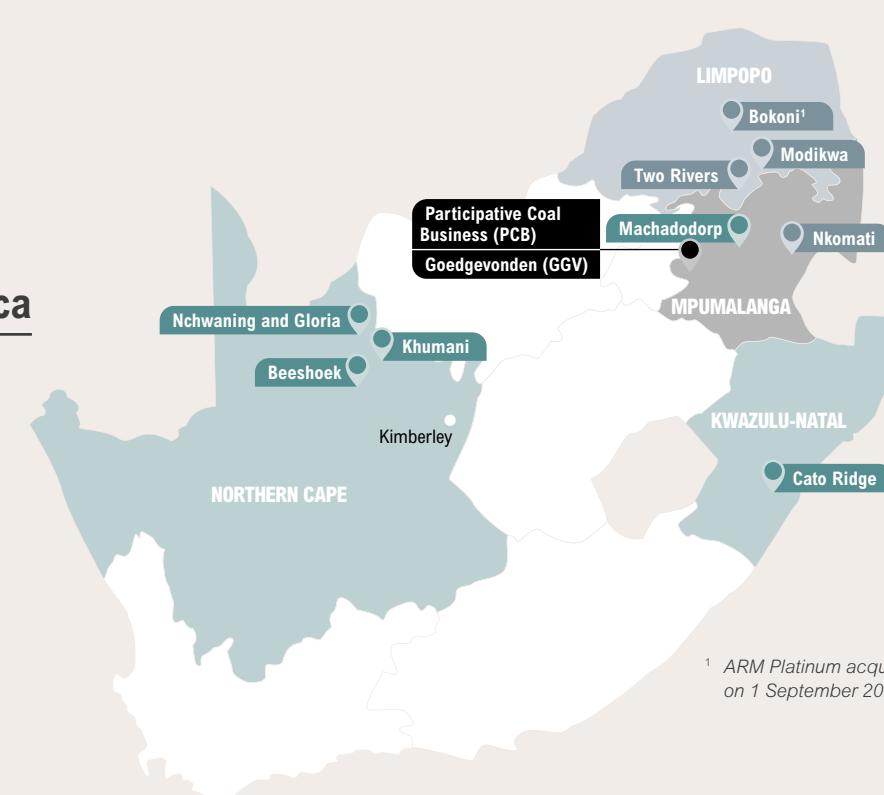 ca
LIMPOPO
Bokoni¹
Modikwa
Two Rivers
Participative Coal
Business (PCB)
Goedgevonden (GGV)
Machadodorp
Nkomati
MPUMALANGA
Nchwaning and Gloria
Khumani
Beeshoek
Kimberley
KWAZULU-NATAL
Cato Ridge
NORTHERN CAPE
¹ ARM Platinum acqu
on 1 September 20